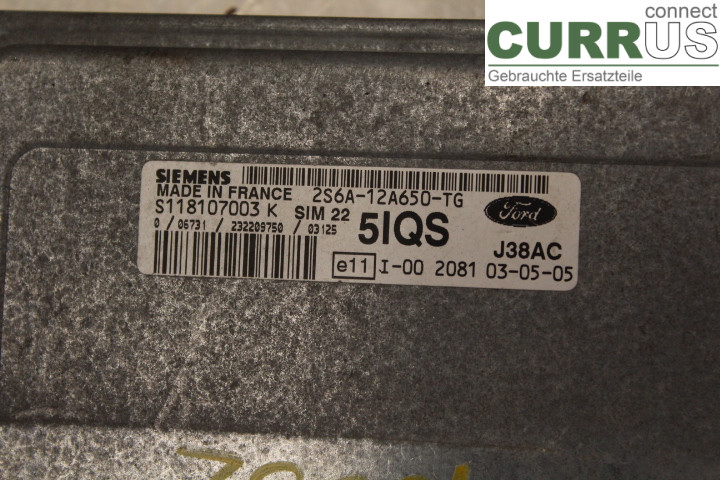 connect
CURRUS
Gebrauchte Ersatzteile
SIEMENS
MADE IN FRANCE 2S6A-12A650-TG
S118107003 K SIM 22
Ford
0 / 06731 / 232209750 / 03125
5IQS
J38AC
e11 I-00 2081 03-05-05